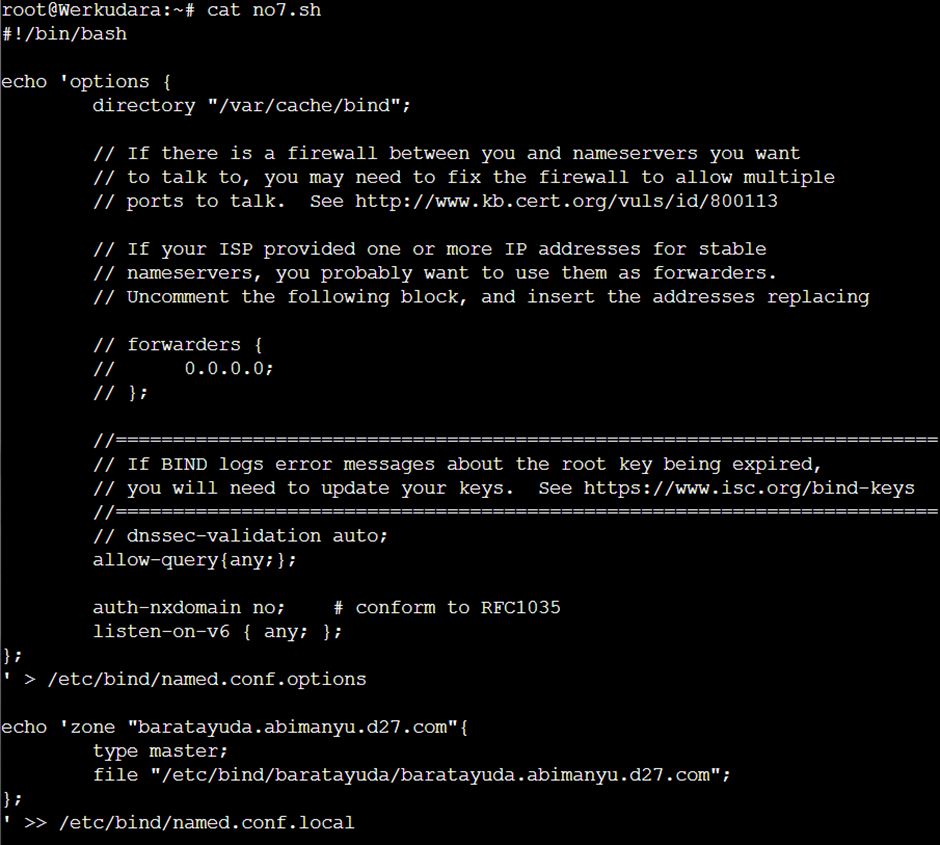 root@Werkudara:~# cat no7.sh
#!/bin/bash

echo 'options {
        directory "/var/cache/bind";

        // If there is a firewall between you and nameservers you want
        // to talk to, you may need to fix the firewall to allow multiple
        // ports to talk.  See http://www.kb.cert.org/vuls/id/800113

        // If your ISP provided one or more IP addresses for stable
        // nameservers, you probably want to use them as forwarders.
        // Uncomment the following block, and insert the addresses replacing

        // forwarders {
        //      0.0.0.0;
        // };

        //========================================================================
        // If BIND logs error messages about the root key being expired,
        // you will need to update your keys.  See https://www.isc.org/bind-keys
        //========================================================================
        // dnssec-validation auto;
        allow-query{any;};

        auth-nxdomain no;    # conform to RFC1035
        listen-on-v6 { any; };
};
' > /etc/bind/named.conf.options

echo 'zone "baratayuda.abimanyu.d27.com"{
        type master;
        file "/etc/bind/baratayuda/baratayuda.abimanyu.d27.com";
};
' >> /etc/bind/named.conf.local